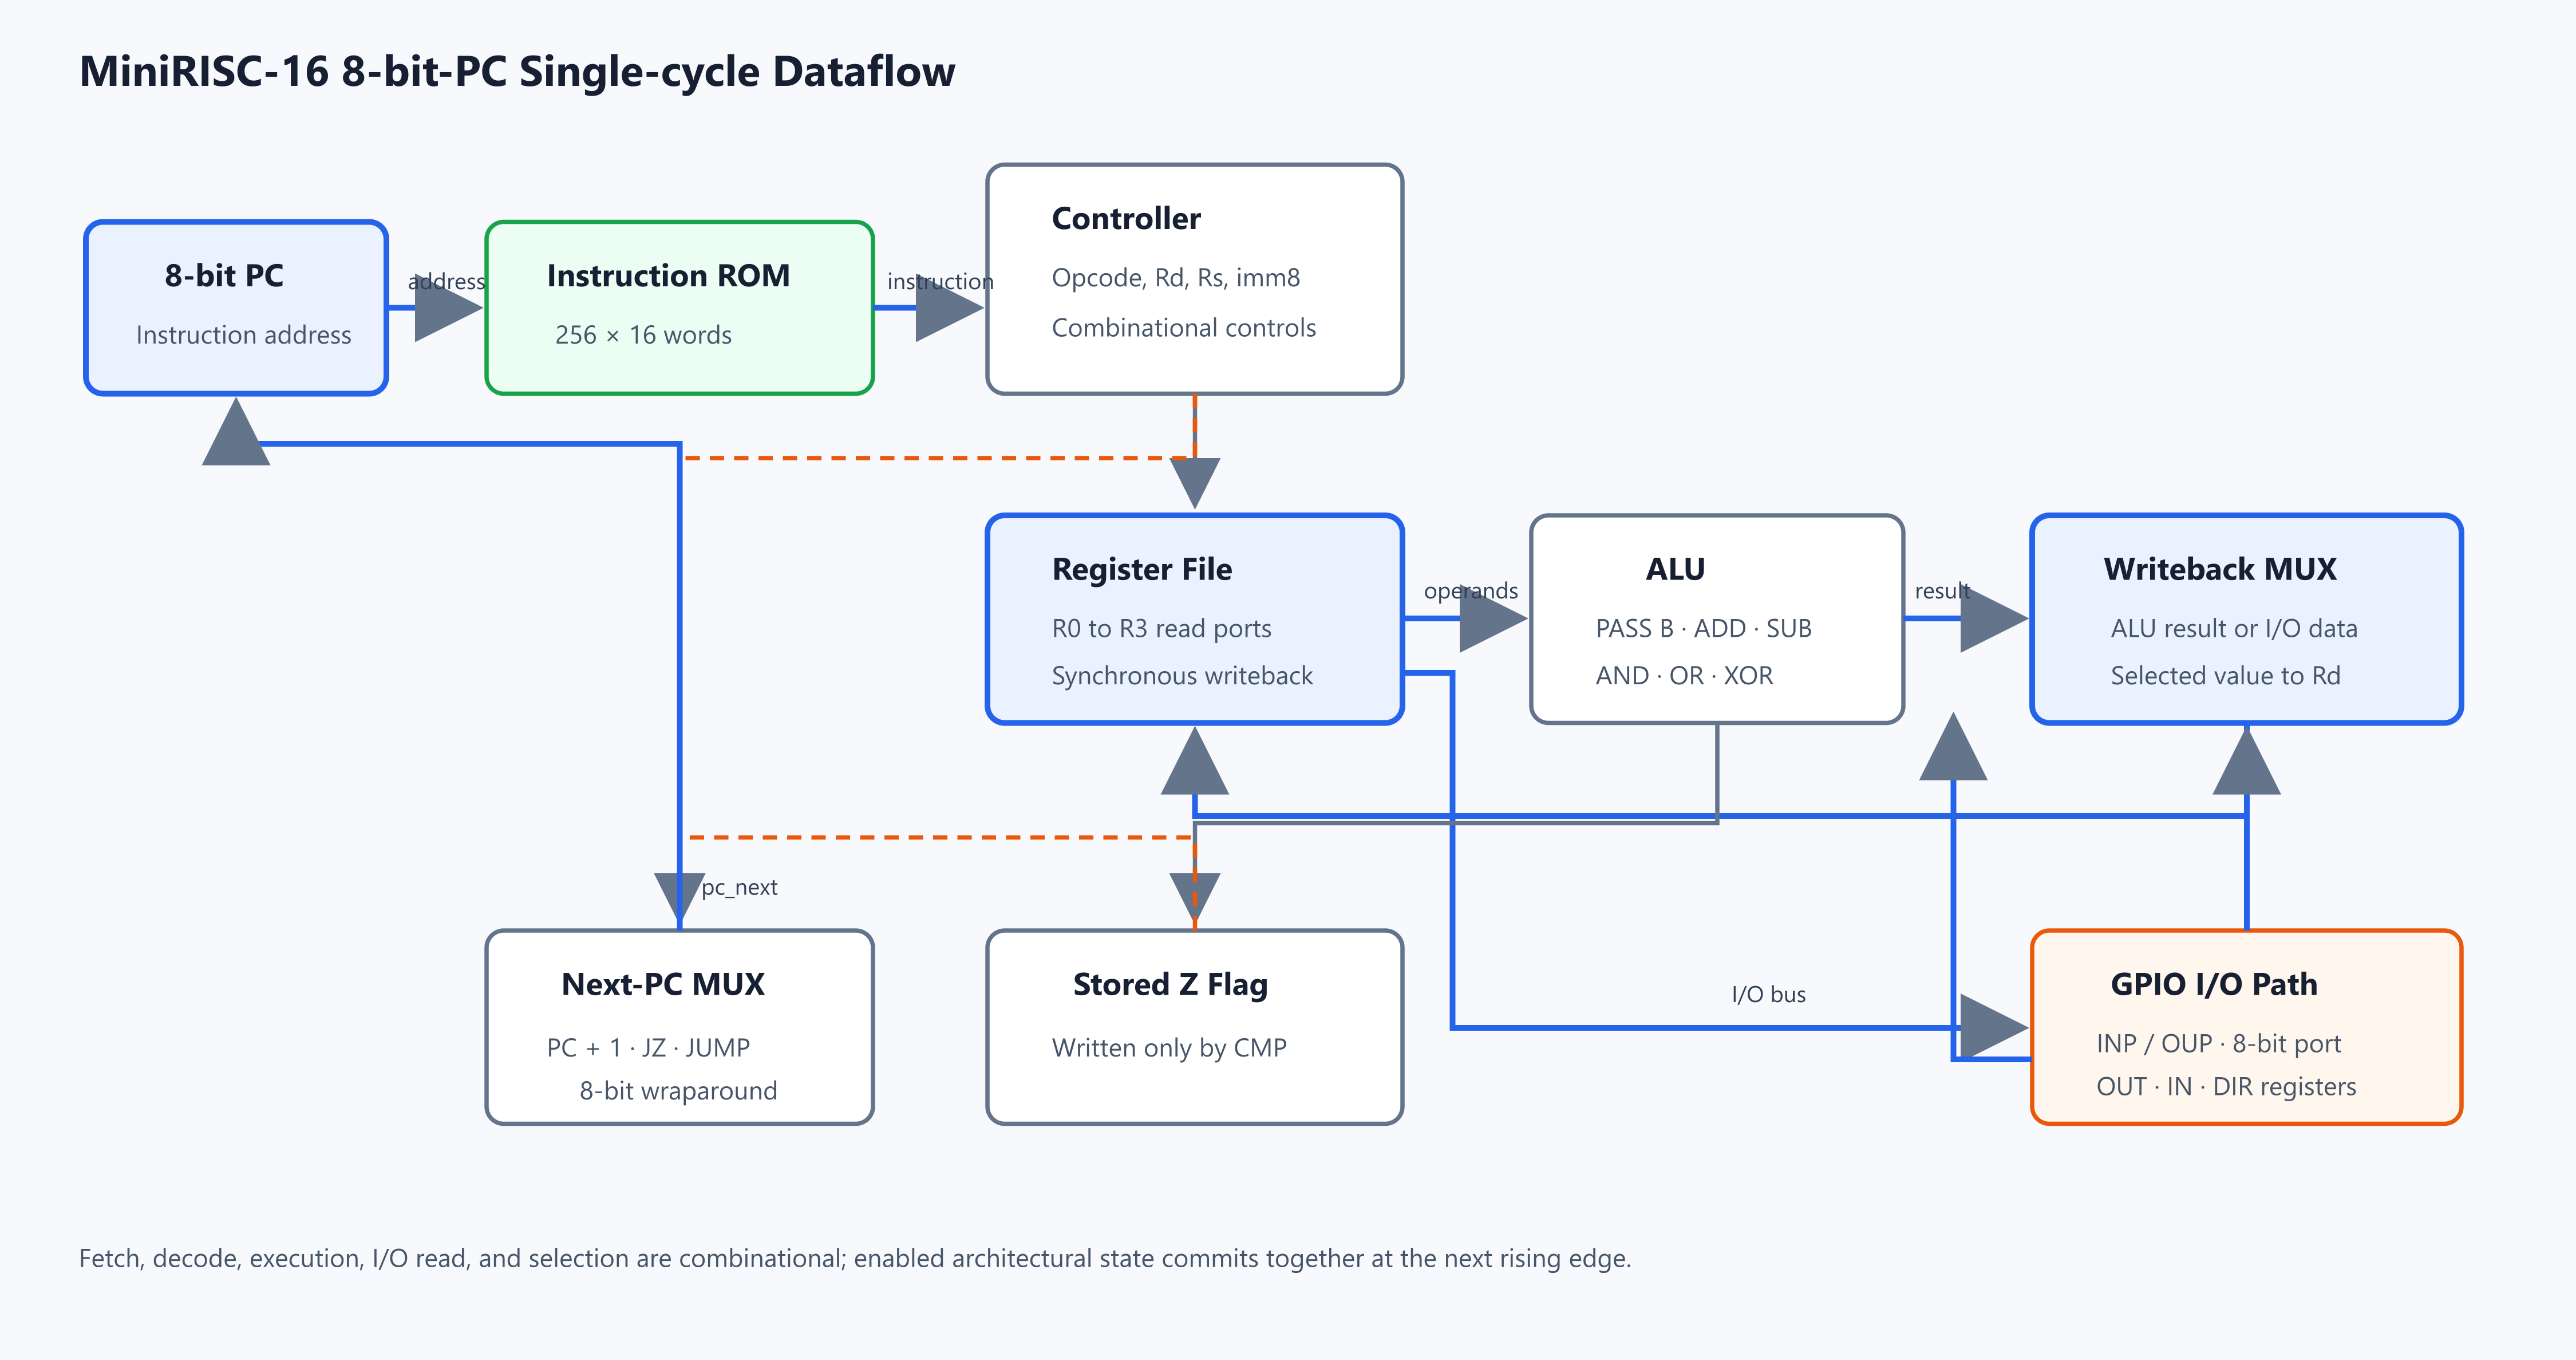 MiniRISC-16 8-bit-PC Single-cycle Dataflow
8-bit PC
Instruction address
address
Instruction ROM
256 × 16 words
instruction
Controller
Opcode, Rd, Rs, imm8
Combinational controls
Register File
R0 to R3 read ports
Synchronous writeback
operands
ALU
PASS B · ADD · SUB
AND · OR · XOR
result
Writeback MUX
ALU result or I/O data
Selected value to Rd
pc_next
Next-PC MUX
PC + 1 · JZ · JUMP
8-bit wraparound
Stored Z Flag
Written only by CMP
I/O bus
GPIO I/O Path
INP / OUP · 8-bit port
OUT · IN · DIR registers
Fetch, decode, execution, I/O read, and selection are combinational; enabled architectural state commits together at the next rising edge.